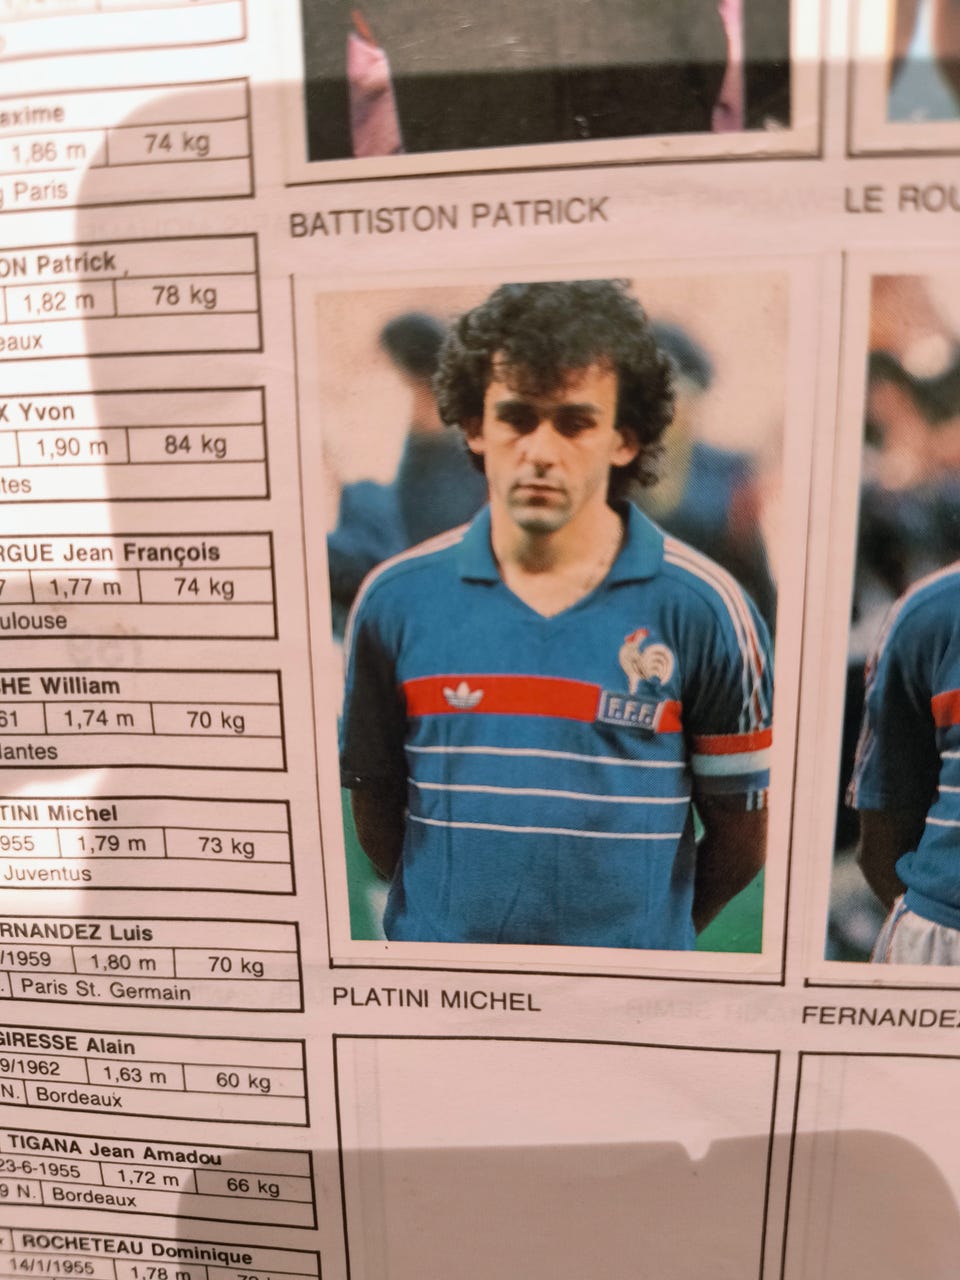 1,86 m 74 kg
Paris
ON Patrick
1,82 m 78 kg
eaux
X Yvon
1,90 m 84 kg
tes
RGUE Jean François
7 1,77 m 74 kg
ulouse
HE William
61 1,74 m 70 kg
lantes
TINI Michel
955 1,79 m 73 kg
Juventus
RNANDEZ Luis
/1959 1,80 m 70 kg
Paris St. Germain
GIRESSE Alain
9/1962 1,63 m 60 kg
N. Bordeaux
TIGANA Jean Amadou
23-6-1955 1,72 m 66 kg
9 N. Bordeaux
ROCHETEAU Dominique
14/1/1955 1,78 m
BATTISTON PATRICK
LE ROU
F.F.F.
PLATINI MICHEL
FERNANDEZ